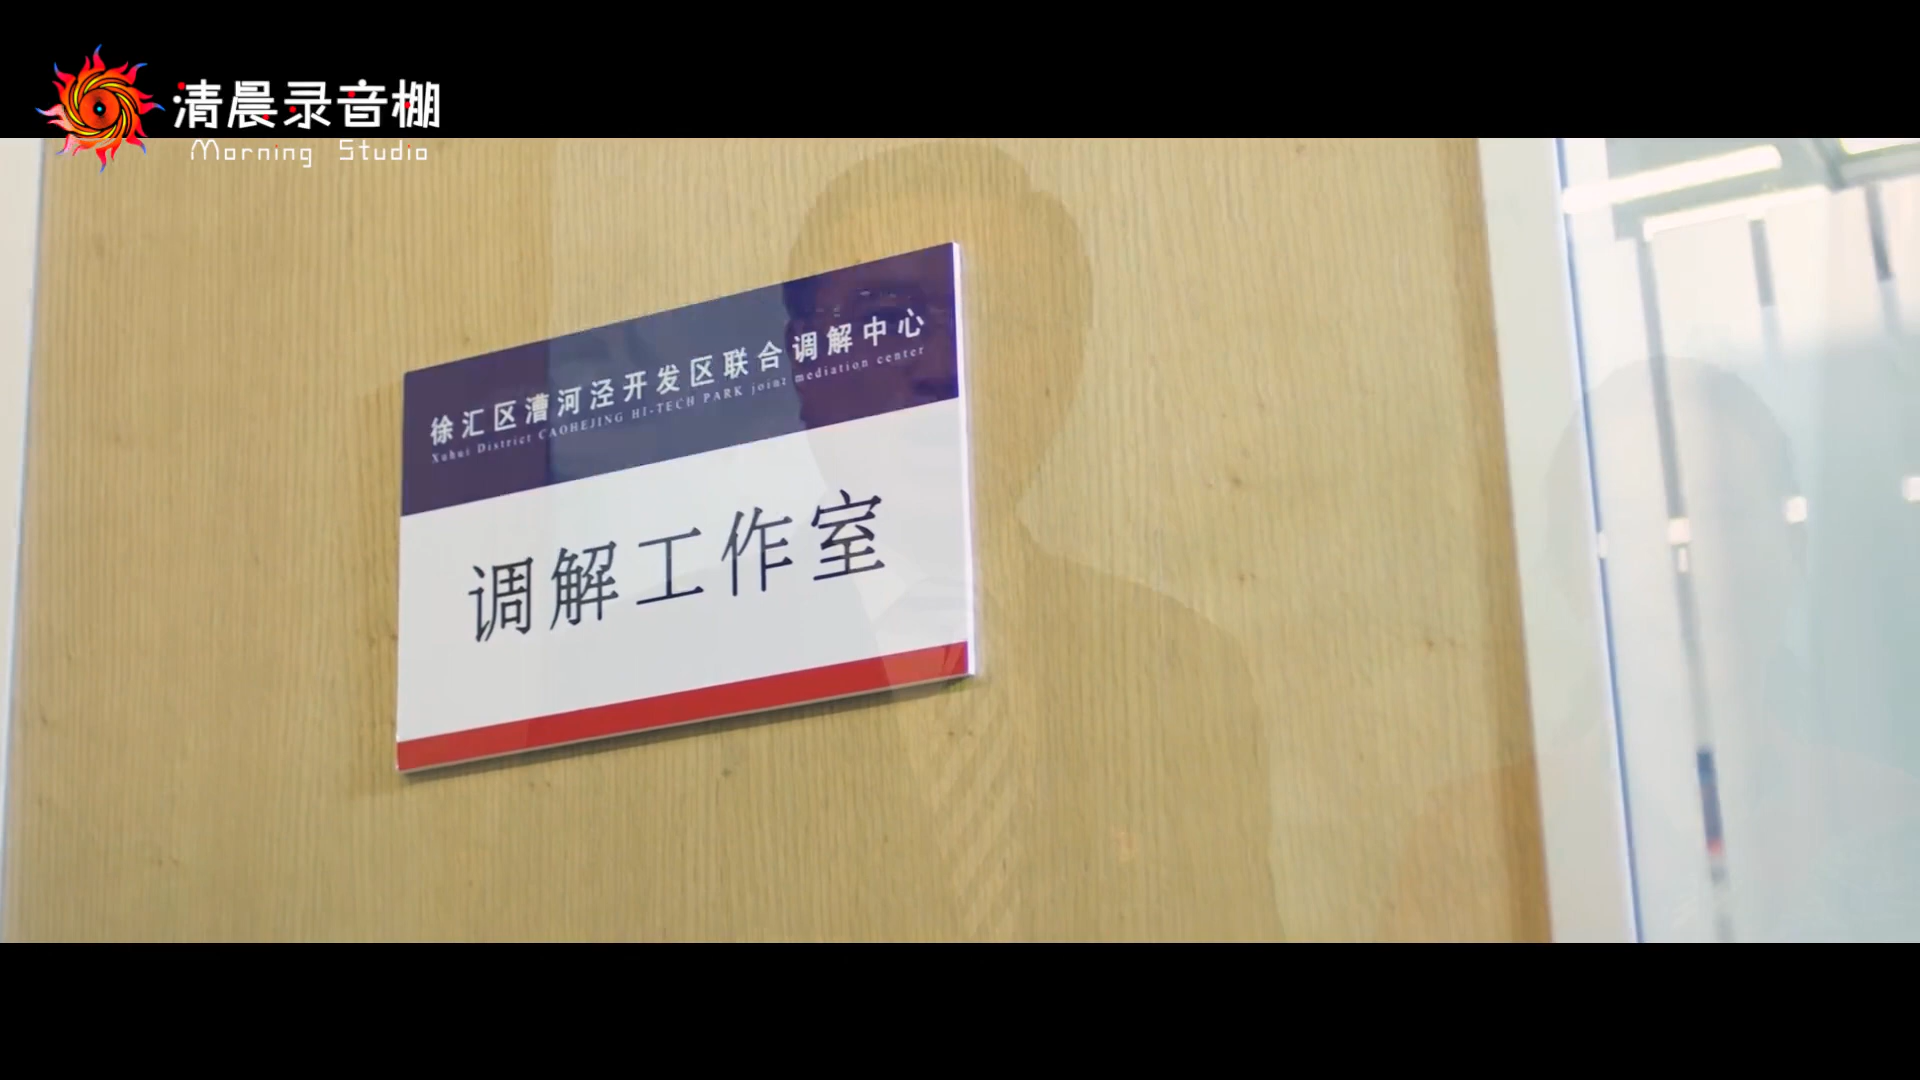 清晨录音棚
Morning Studio
徐汇区漕河泾开发区联合调解中心
Xuhui District CAOHEJING HI-TECH PARK joint mediation center
调解工作室